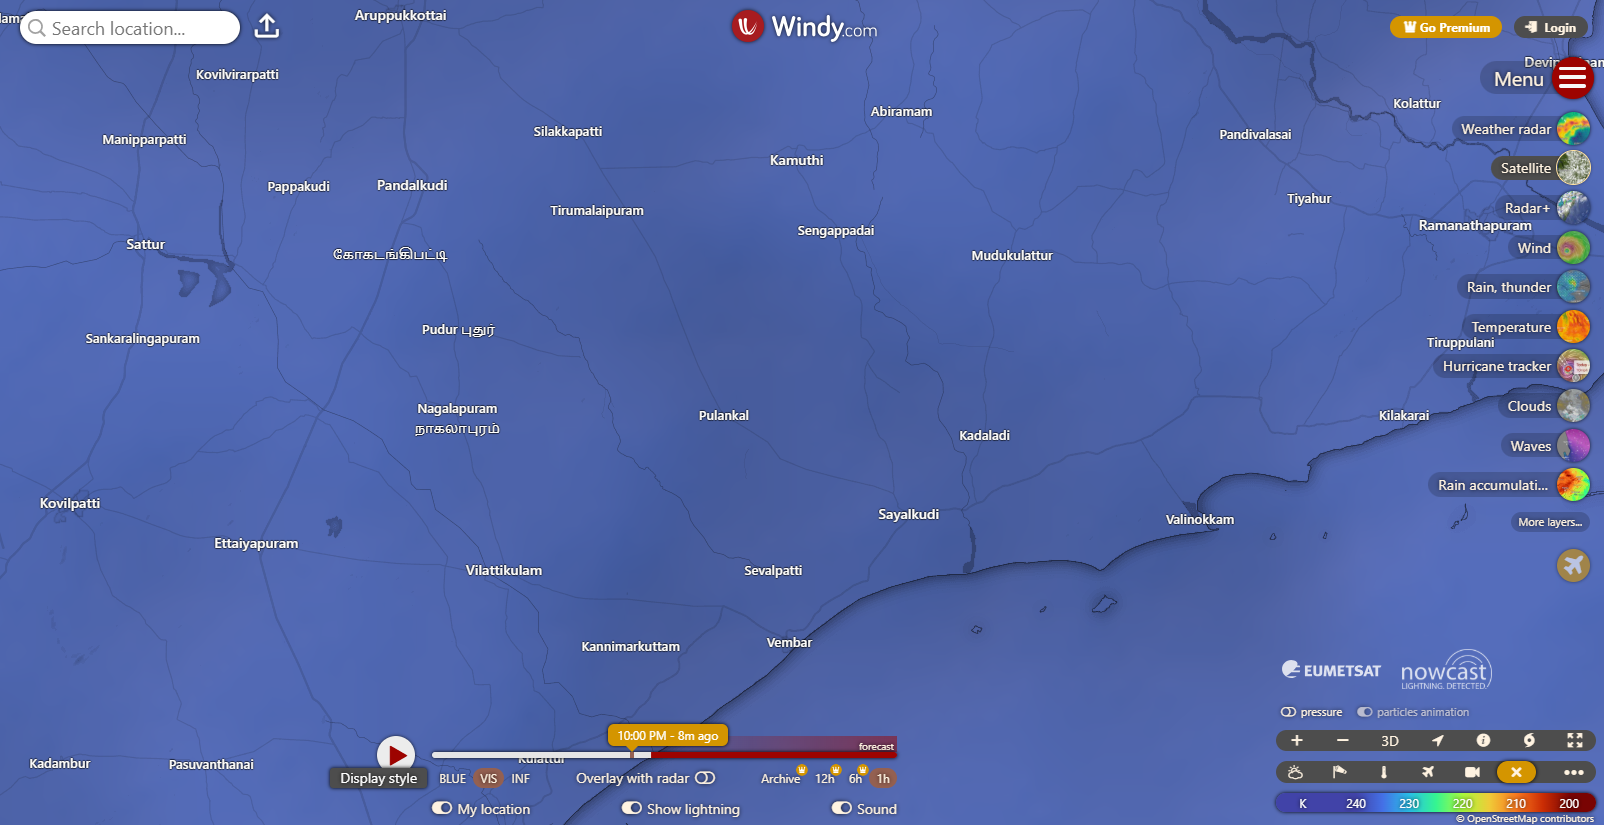 Search location...
Aruppukkottai
Windy.com
Go Premium
Login
Kovilvirarpatti
Menu
Abiramam
Kolattur
Manipparpatti
Silakkapatti
Pandivalasai
Weather radar
Kamuthi
Satellite
Pappakudi
Pandalkudi
Tirumalaipuram
Tiyahur
Radar+
Sengappadai
Ramanathapuram
Sattur
கோகடங்கிபட்டி
Mudukulattur
Wind
Rain, thunder
Pudur புதுர்
Temperature
Sankaralingapuram
Tiruppulani
Hurricane tracker
Nagalapuram
நாகலாபுரம்
Pulankal
Kilakarai
Clouds
Kadaladi
Waves
Rain accumulati...
Kovilpatti
Sayalkudi
Valinokkam
More layers...
Ettaiyapuram
Vilattikulam
Sevalpatti
Kannimarkuttam
Vembar
EUMETSAT
nowcast
LIGHTNING. DETECTED.
pressure
particles animation
10:00 PM - 8m ago
forecast
3D
Kadambur
Pasuvanthanai
Display style
BLUE
VIS
INF
Overlay with radar
Archive
12h
6h
1h
My location
Show lightning
Sound
K 240 230 220 210 200
© OpenStreetMap contributors